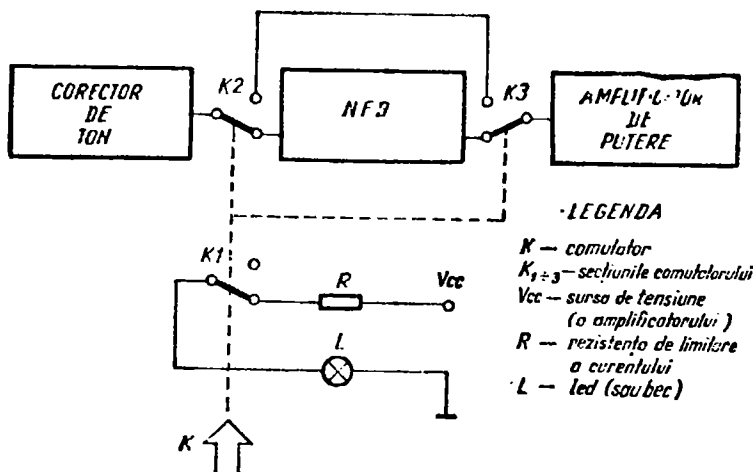 CORECTOR
DE
TON
K2
NFD
K3
DE
PUTERE
K1
R
Vcc
L
K
LEGENDA
K — comutator
K1÷3 — secțiunile comutatorului
Vcc — sursa de tensiune
(a amplificatorului)
R — rezistența de limitare
a curentului
L — led (sau bec)